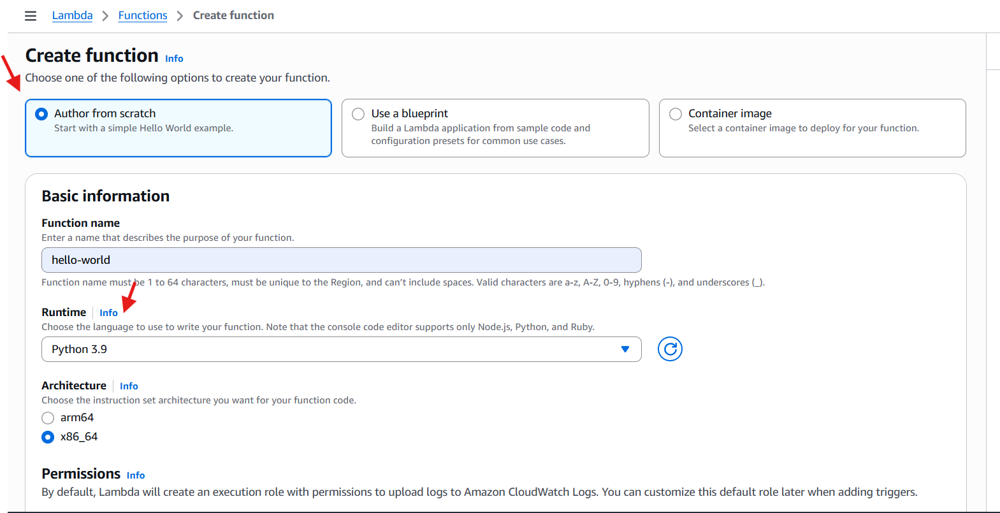 Lambda > Functions > Create function
Create function Info
Choose one of the following options to create your function.
Author from scratch
Start with a simple Hello World example.
Use a blueprint
Build a Lambda application from sample code and
configuration presets for common use cases.
Container image
Select a container image to deploy for your function.
Basic information
Function name
Enter a name that describes the purpose of your function.
hello-world
Function name must be 1 to 64 characters, must be unique to the Region, and can’t include spaces. Valid characters are a-z, A-Z, 0-9, hyphens (-), and underscores (_).
Runtime | Info
Choose the language to use to write your function. Note that the console code editor supports only Node.js, Python, and Ruby.
Python 3.9
Architecture | Info
Choose the instruction set architecture you want for your function code.
arm64
x86_64
Permissions Info
By default, Lambda will create an execution role with permissions to upload logs to Amazon CloudWatch Logs. You can customize this default role later when adding triggers.